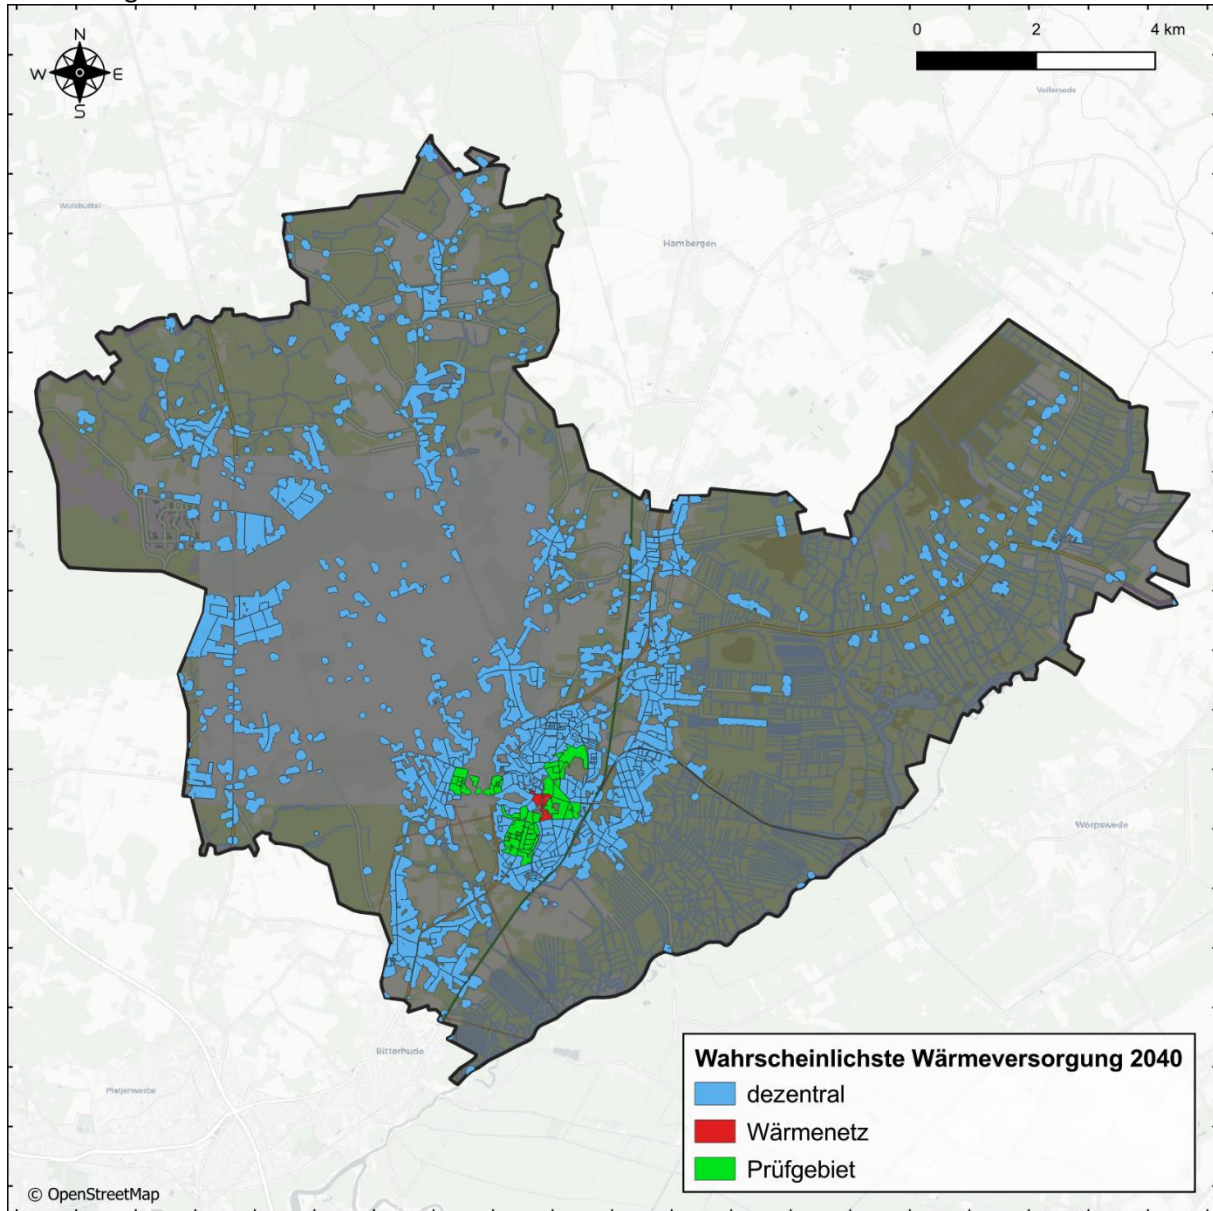 N
W E
S
0 2 4 km
Vollersode
Wulsbüttel
Hambergen
Worpswede
Ritterhude
Platjenwerbe
Wahrscheinlichste Wärmeversorgung 2040
dezentral
Wärmenetz
Prüfgebiet
© OpenStreetMap